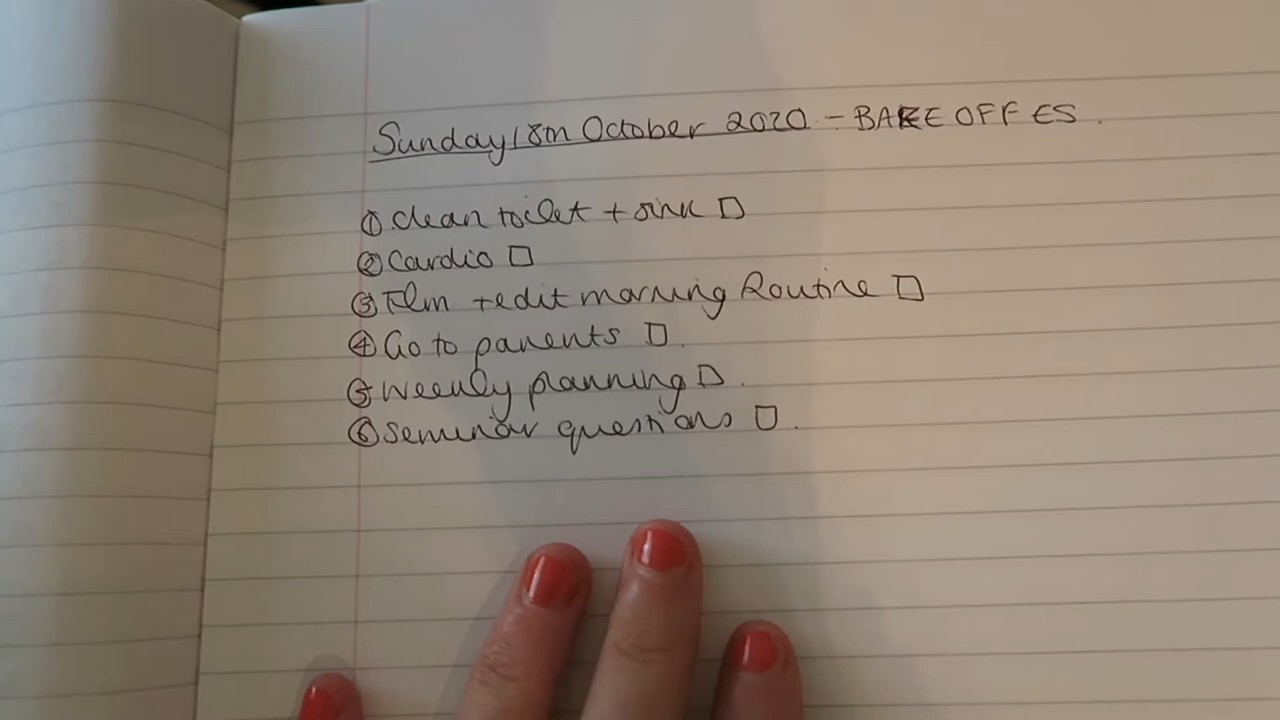 Sunday 18th October 2020 - BAKE OFF ES.
① clean toilet + sink □
② Cardio □
③ Film + edit morning Routine □
④ Go to parents □.
⑤ Weekly planning □.
⑥ Seminar questions □.